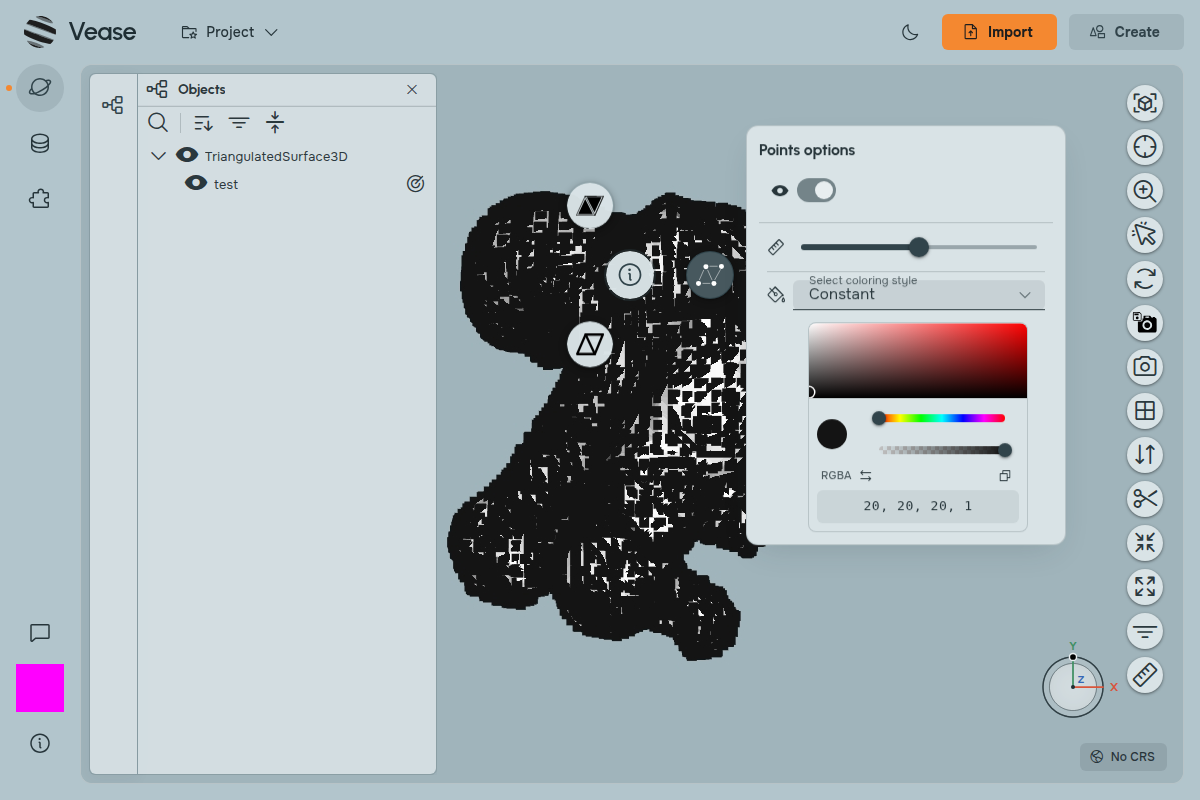 Vease
Project
Import
Create
Objects
TriangulatedSurface3D
test
Points options
Select coloring style
Constant
RGBA
20, 20, 20, 1
Y
Z
X
No CRS